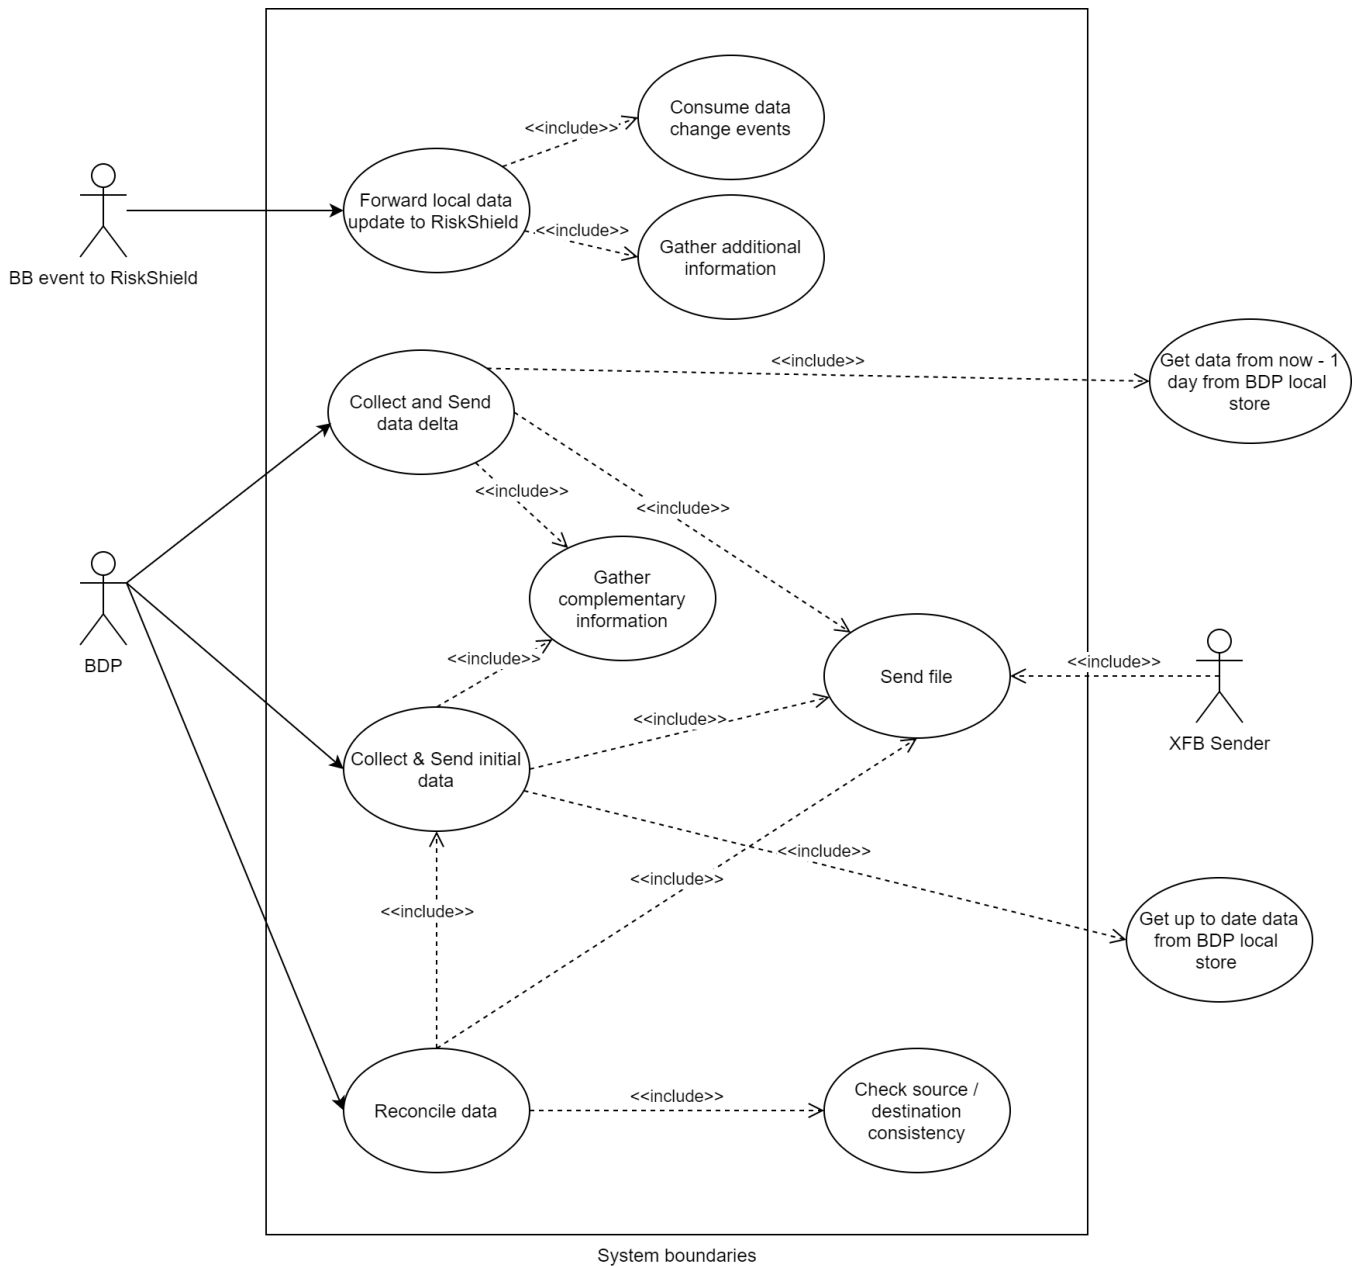 Consume data
change events
<<include>>
Forward local data
update to RiskShield
<<include>>
Gather additional
information
BB event to RiskShield
<<include>>
Get data from now - 1
day from BDP local
store
Collect and Send
data delta
<<include>>
<<include>>
Gather
complementary
information
BDP
<<include>>
Send file
<<include>>
XFB Sender
<<include>>
Collect & Send initial
data
<<include>>
<<include>>
<<include>>
Get up to date data
from BDP local
store
Reconcile data
<<include>>
Check source /
destination
consistency
System boundaries